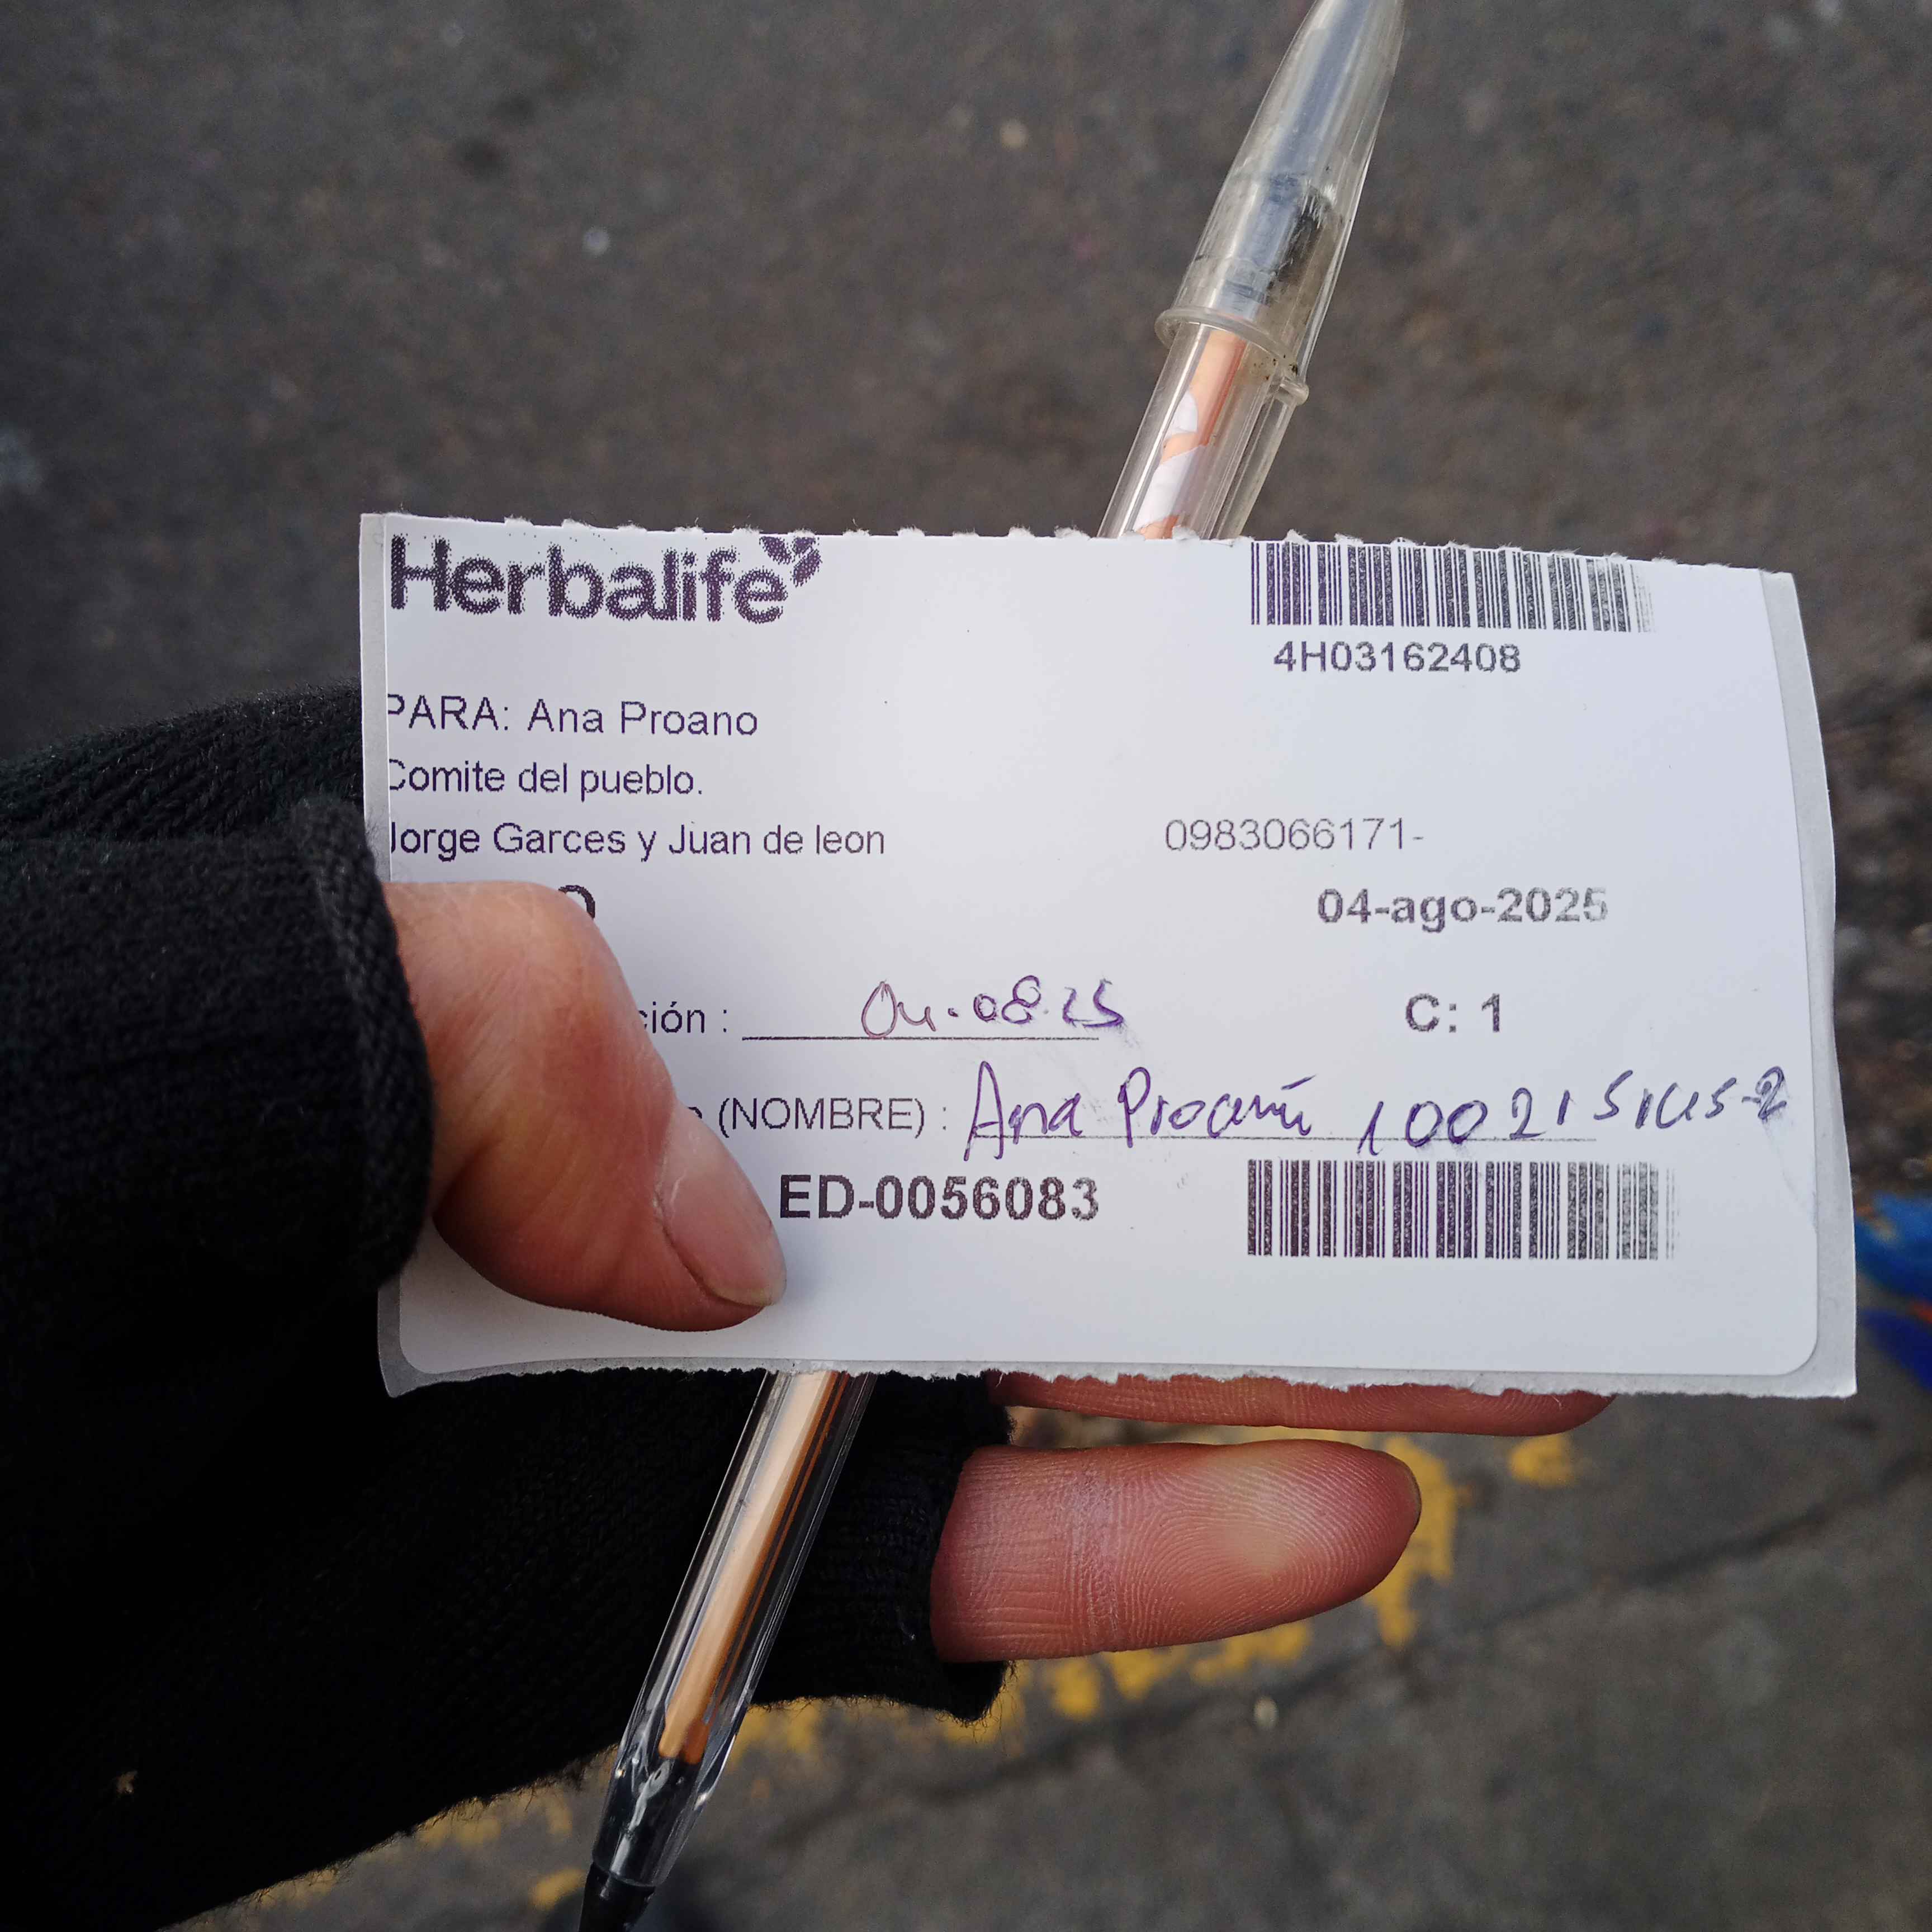 Herbalife
4H03162408
PARA: Ana Proano
Comite del pueblo.
Jorge Garces y Juan de leon 0983066171-
04-ago-2025
ción : 04.08.25
C: 1
(NOMBRE) : Ana Proaño
ED-0056083